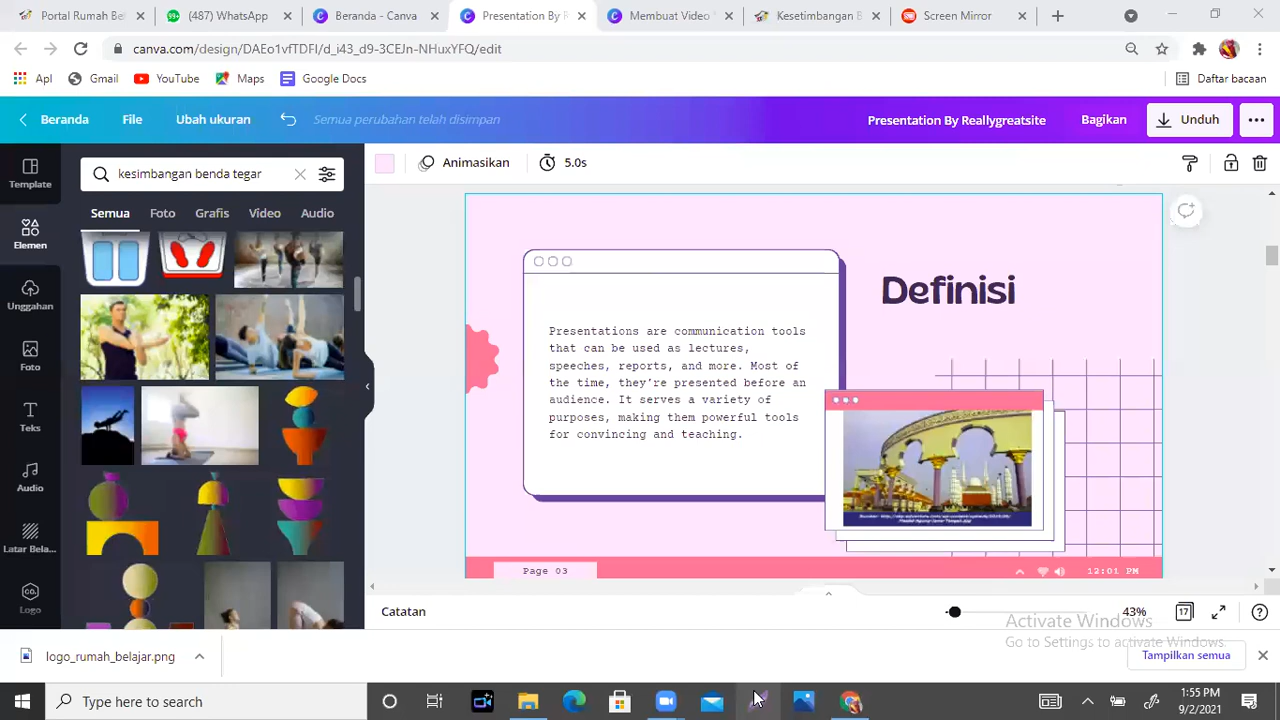 Portal Rumah Bel
(487) WhatsApp
Beranda - Canva
Presentation By R
Membuat Video
Kesetimbangan B
Screen Mirror
canva.com/design/DAEo1vfTDFI/d_i43_d9-3CEJn-NHuxYFQ/edit
Apl
Gmail
YouTube
Maps
Google Docs
Daftar bacaan
Beranda
File
Ubah ukuran
Semua perubahan telah disimpan
Presentation By Reallygreatsite
Bagikan
Unduh
Template
kesimbangan benda tegar
Animasikan
5.0s
Elemen
Semua
Foto
Grafis
Video
Audio
Unggahan
Foto
Teks
Audio
Latar Bela...
CO.
Logo
Definisi
Presentations are communication tools
that can be used as lectures,
speeches, reports, and more. Most of
the time, they're presented before an
audience. It serves a variety of
purposes, making them powerful tools
for convincing and teaching.
Page 03
12:01 PM
Catatan
43%
17
Activate Windows
Go to Settings to activate Windows.
logo_rumah_belajar.png
Tampilkan semua
Type here to search
1:55 PM
9/2/2021